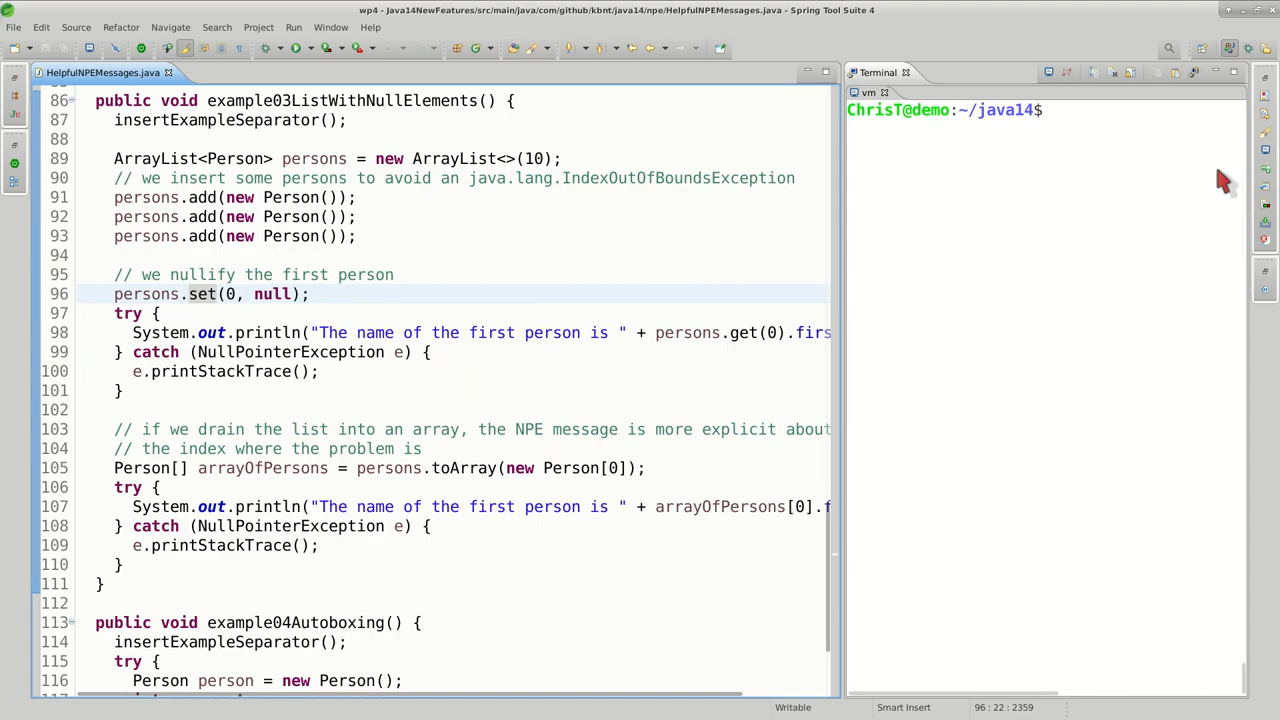 wp4 - Java14NewFeatures/src/main/java/com/github/kbnt/java14/npe/HelpfulNPEMessages.java - Spring Tool Suite 4
File Edit Source Refactor Navigate Search Project Run Window Help
HelpfulNPEMessages.java
Terminal
vm
86 public void example03ListWithNullElements() {
87 insertExampleSeparator();
88
89 ArrayList<Person> persons = new ArrayList<>(10);
90 // we insert some persons to avoid an java.lang.IndexOutOfBoundsException
91 persons.add(new Person());
92 persons.add(new Person());
93 persons.add(new Person());
94
95 // we nullify the first person
96 persons.set(0, null);
97 try {
98 System.out.println("The name of the first person is " + persons.get(0).firs
99 } catch (NullPointerException e) {
100 e.printStackTrace();
101 }
102
103 // if we drain the list into an array, the NPE message is more explicit about
104 // the index where the problem is
105 Person[] arrayOfPersons = persons.toArray(new Person[0]);
106 try {
107 System.out.println("The name of the first person is " + arrayOfPersons[0].f
108 } catch (NullPointerException e) {
109 e.printStackTrace();
110 }
111 }
112
113 public void example04Autoboxing() {
114 insertExampleSeparator();
115 try {
116 Person person = new Person();
ChrisT@demo:~/java14$
Writable Smart Insert 96 : 22 : 2359